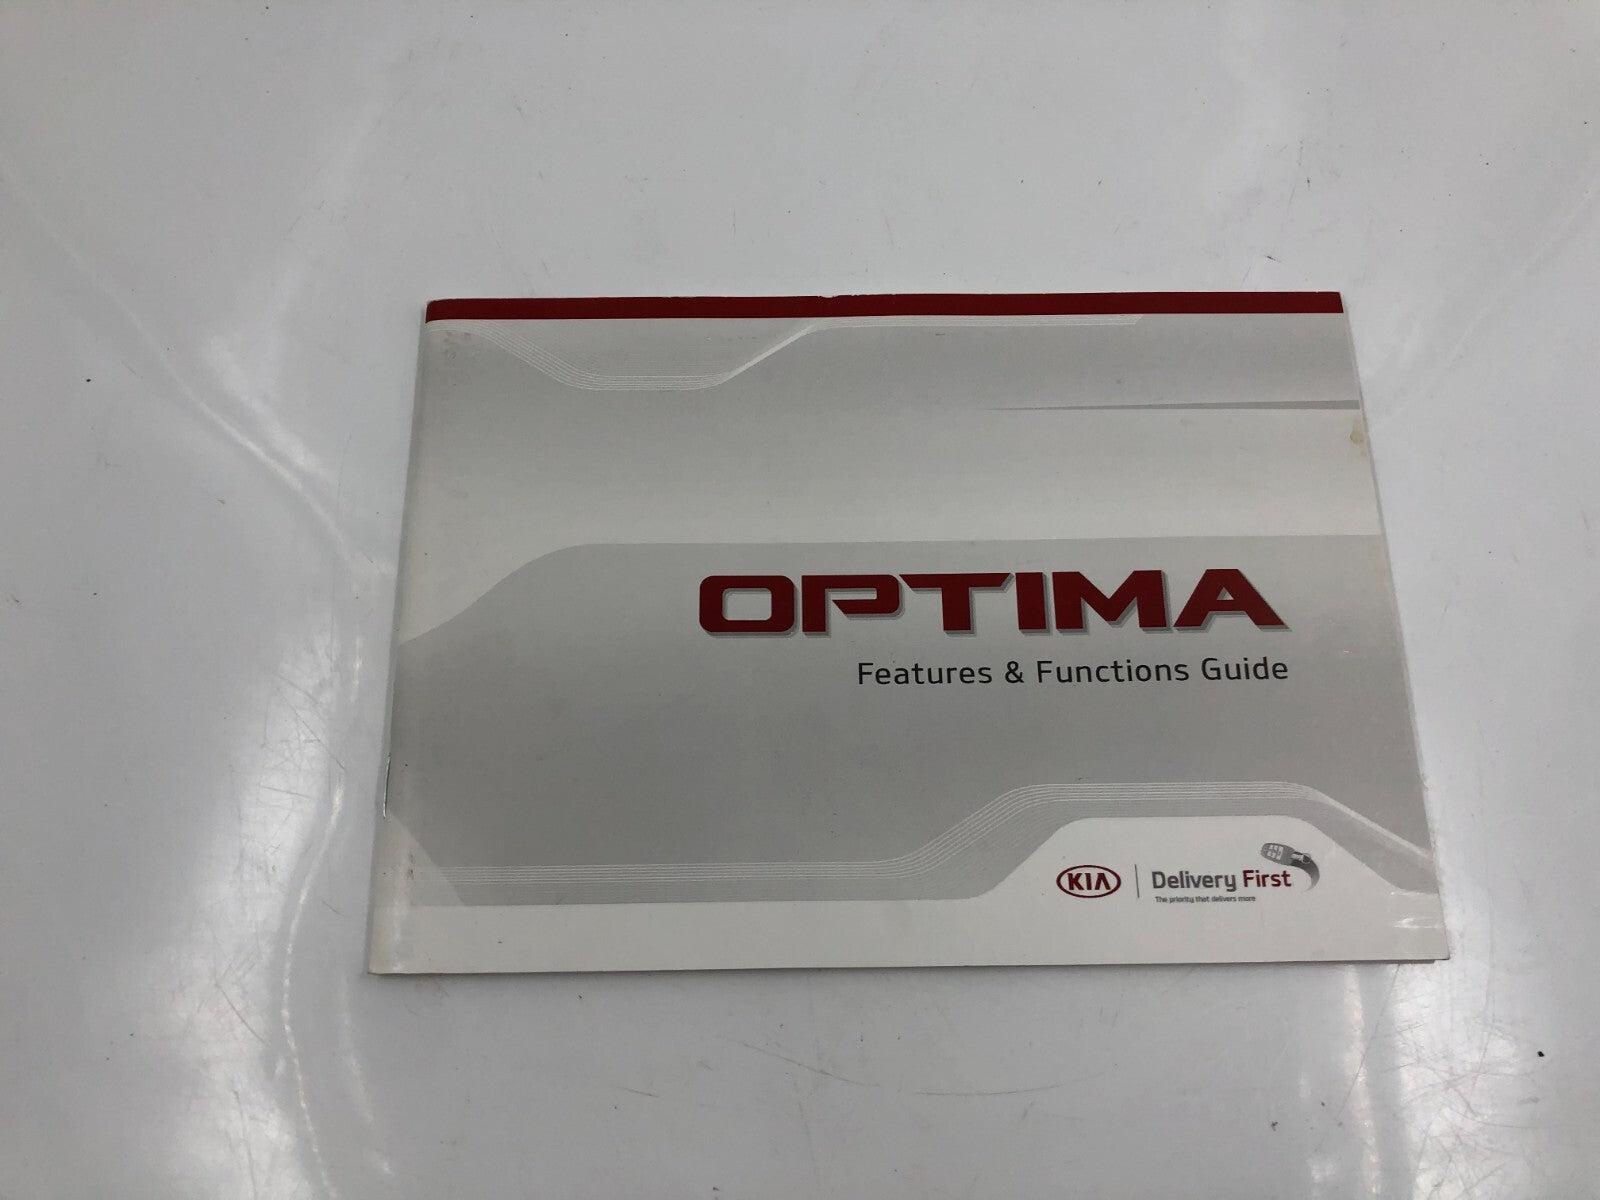 OPTIMA
Features & Functions Guide
KIA
Delivery First
The priority that delivers more